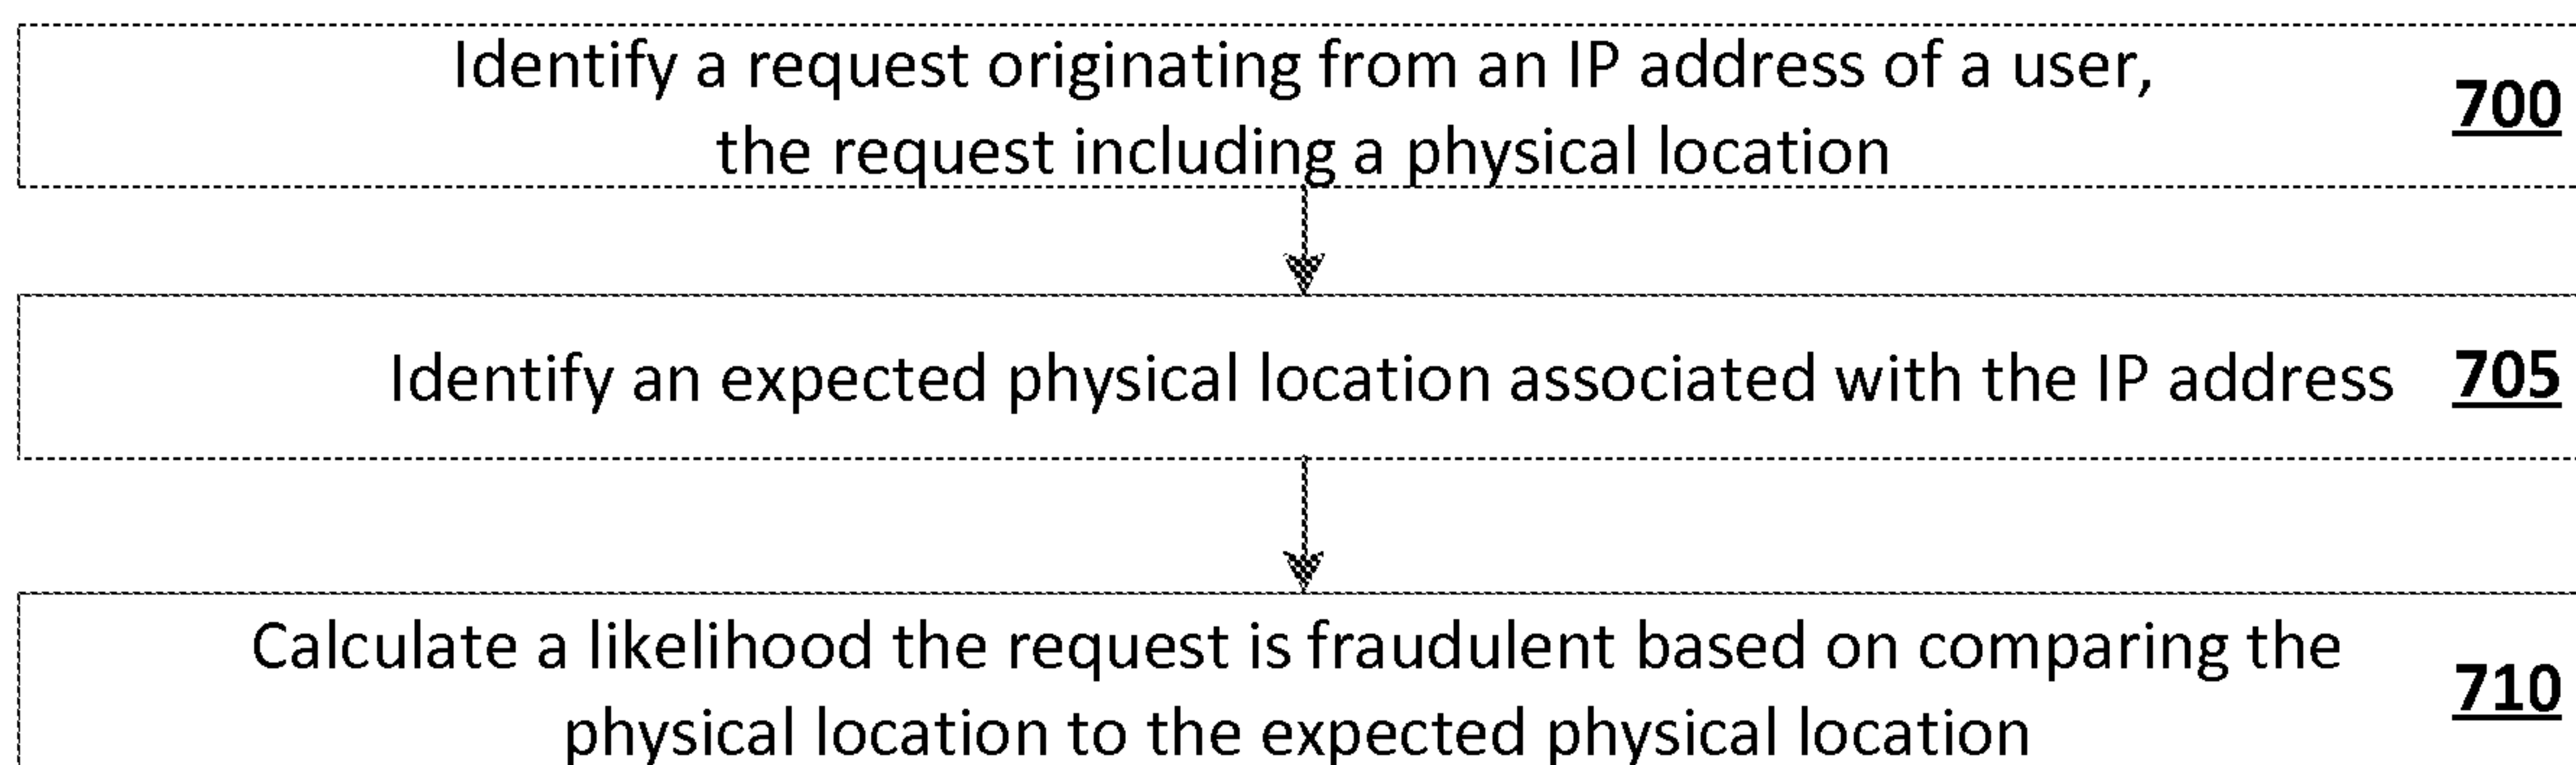 Identify a request originating from an IP address of a user,
the request including a physical location
700
Identify an expected physical location associated with the IP address 705
Calculate a likelihood the request is fraudulent based on comparing the
physical location to the expected physical location
710